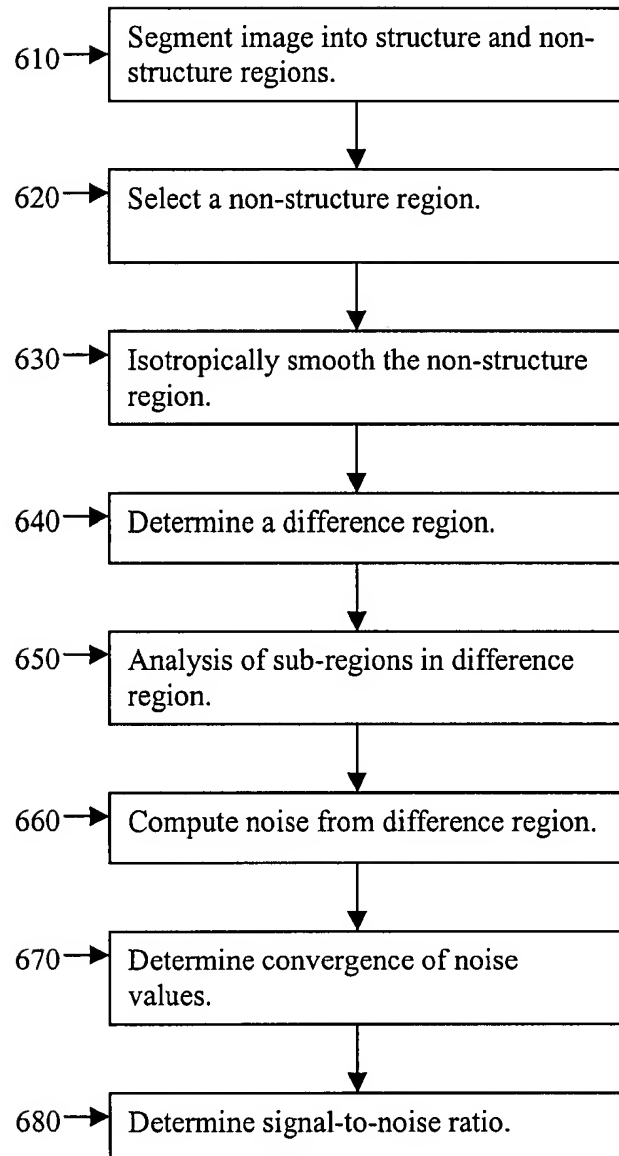 610
Segment image into structure and non-
structure regions.
620
Select a non-structure region.
630
Isotropically smooth the non-structure
region.
640
Determine a difference region.
650
Analysis of sub-regions in difference
region.
660
Compute noise from difference region.
670
Determine convergence of noise
values.
680
Determine signal-to-noise ratio.